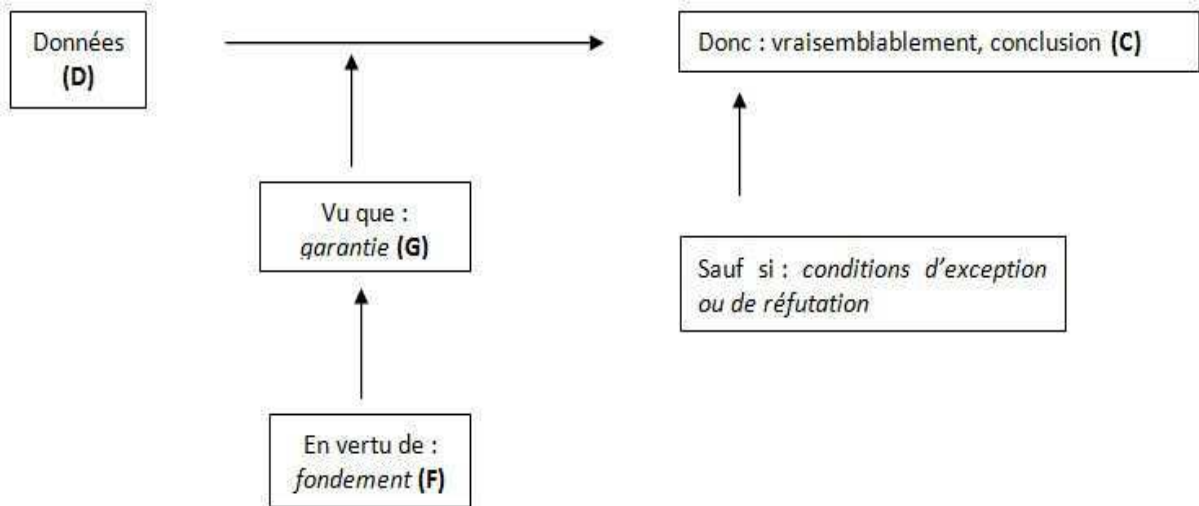 Données
(D)
Donc : vraisemblablement, conclusion (C)
Vu que :
garantie (G)
Sauf si : conditions d’exception
ou de réfutation
En vertu de :
fondement (F)